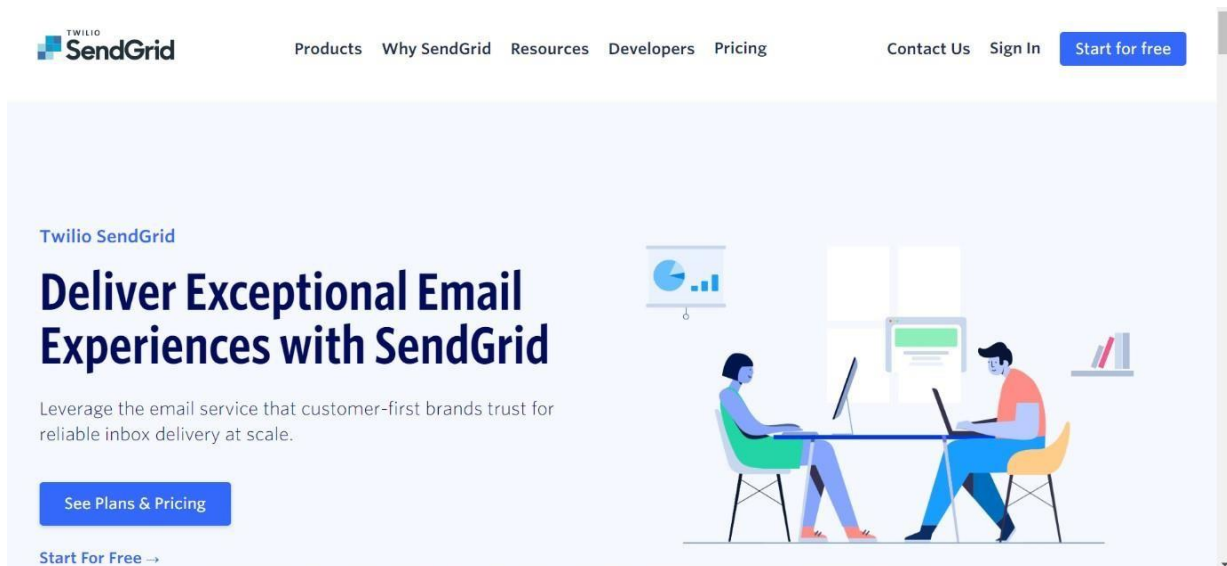 TWILIO
SendGrid
Products Why SendGrid Resources Developers Pricing Contact Us Sign In Start for free
Twilio SendGrid
Deliver Exceptional Email
Experiences with SendGrid
Leverage the email service that customer-first brands trust for
reliable inbox delivery at scale.
See Plans & Pricing
Start For Free →